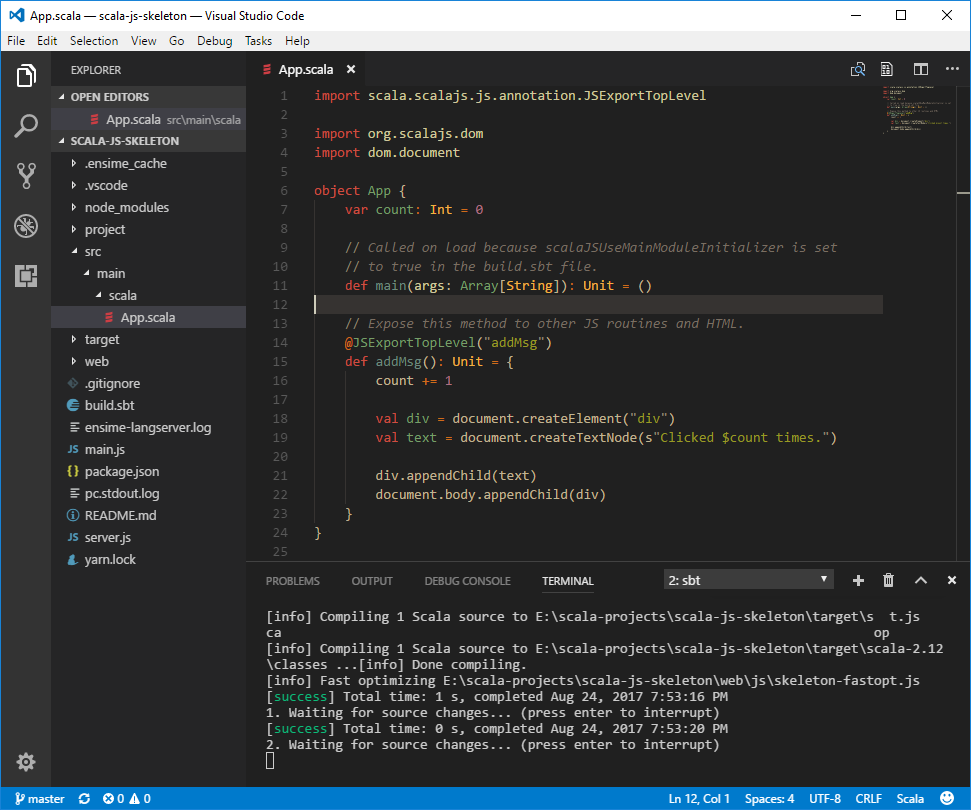 App.scala — scala-js-skeleton — Visual Studio Code
File Edit Selection View Go Debug Tasks Help
EXPLORER
OPEN EDITORS
App.scala src\main\scala
SCALA-JS-SKELETON
.ensime_cache
.vscode
node_modules
project
src
main
scala
App.scala
target
web
.gitignore
build.sbt
ensime-langserver.log
JS main.js
{} package.json
pc.stdout.log
README.md
JS server.js
yarn.lock
App.scala
1 import scala.scalajs.js.annotation.JSExportTopLevel
2
3 import org.scalajs.dom
4 import dom.document
5
6 object App {
7 var count: Int = 0
8
9 // Called on load because scalaJSUseMainModuleInitializer is set
10 // to true in the build.sbt file.
11 def main(args: Array[String]): Unit = ()
12
13 // Expose this method to other JS routines and HTML.
14 @JSExportTopLevel("addMsg")
15 def addMsg(): Unit = {
16 count += 1
17
18 val div = document.createElement("div")
19 val text = document.createTextNode(s"Clicked $count times.")
20
21 div.appendChild(text)
22 document.body.appendChild(div)
23 }
24 }
25
PROBLEMS OUTPUT DEBUG CONSOLE TERMINAL 2: sbt
[info] Compiling 1 Scala source to E:\scala-projects\scala-js-skeleton\target\s t.js
ca op
[info] Compiling 1 Scala source to E:\scala-projects\scala-js-skeleton\target\scala-2.12
\classes ...[info] Done compiling.
[info] Fast optimizing E:\scala-projects\scala-js-skeleton\web\js\skeleton-fastopt.js
[success] Total time: 1 s, completed Aug 24, 2017 7:53:16 PM
1. Waiting for source changes... (press enter to interrupt)
[success] Total time: 0 s, completed Aug 24, 2017 7:53:20 PM
2. Waiting for source changes... (press enter to interrupt)
master 0 0 Ln 12, Col 1 Spaces: 4 UTF-8 CRLF Scala